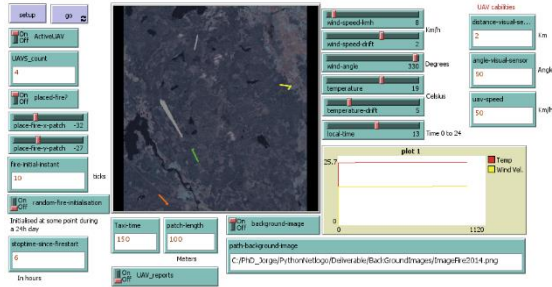 setup
go
On
Off
ActiveUAV
UAVS_count
4
On
Off
placed-fire?
place-fire-x-patch -32
place-fire-y-patch -27
fire-initial-instant
10
ticks
On
Off
random-fire-initialisation
Initialised at some point during
a 24h day
stoptime-since-firestart
6
In hours
Taxi-time
150
patch-length
100
Meters
On
Off
UAV_reports
On
Off
background-image
path-background-image
C:/PhD_Jorge/PythonNetlogo/Deliverable/BackGroundImages/ImageFire2014.png
wind-speed-kmh 8
wind-speed-drift 2
Km/h
wind-angle 330
Degrees
temperature 19
Celsius
temperature-drift 5
local-time 13
Time 0 to 24
UAV cabilities
distance-visual-se...
2
Km
angle-visual-sensor
Angle
uav-speed
50
Km/h
plot 1
25.7
0
0
1120
Temp
Wind Vel.